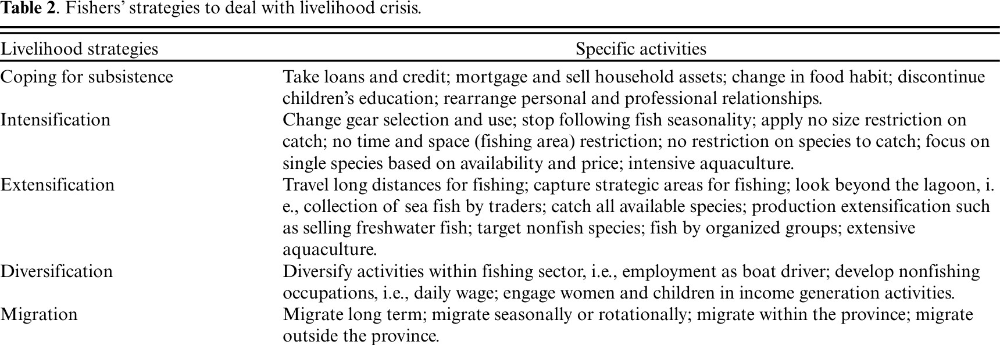 Table 2. Fishers’ strategies to deal with livelihood crisis.
Livelihood strategies Specific activities
Coping for subsistence Take loans and credit; mortgage and sell household assets; change in food habit; discontinue
children’s education; rearrange personal and professional relationships.
Intensification Change gear selection and use; stop following fish seasonality; apply no size restriction on
catch; no time and space (fishing area) restriction; no restriction on species to catch; focus on
single species based on availability and price; intensive aquaculture.
Extensification Travel long distances for fishing; capture strategic areas for fishing; look beyond the lagoon, i.
e., collection of sea fish by traders; catch all available species; production extensification such
as selling freshwater fish; target nonfish species; fish by organized groups; extensive
aquaculture.
Diversification Diversify activities within fishing sector, i.e., employment as boat driver; develop nonfishing
occupations, i.e., daily wage; engage women and children in income generation activities.
Migration Migrate long term; migrate seasonally or rotationally; migrate within the province; migrate
outside the province.